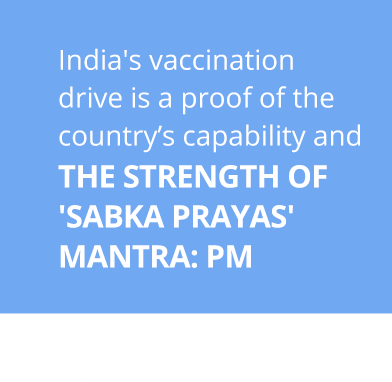 India's vaccination
drive is a proof of the
country’s capability and
THE STRENGTH OF
'SABKA PRAYAS'
MANTRA: PM